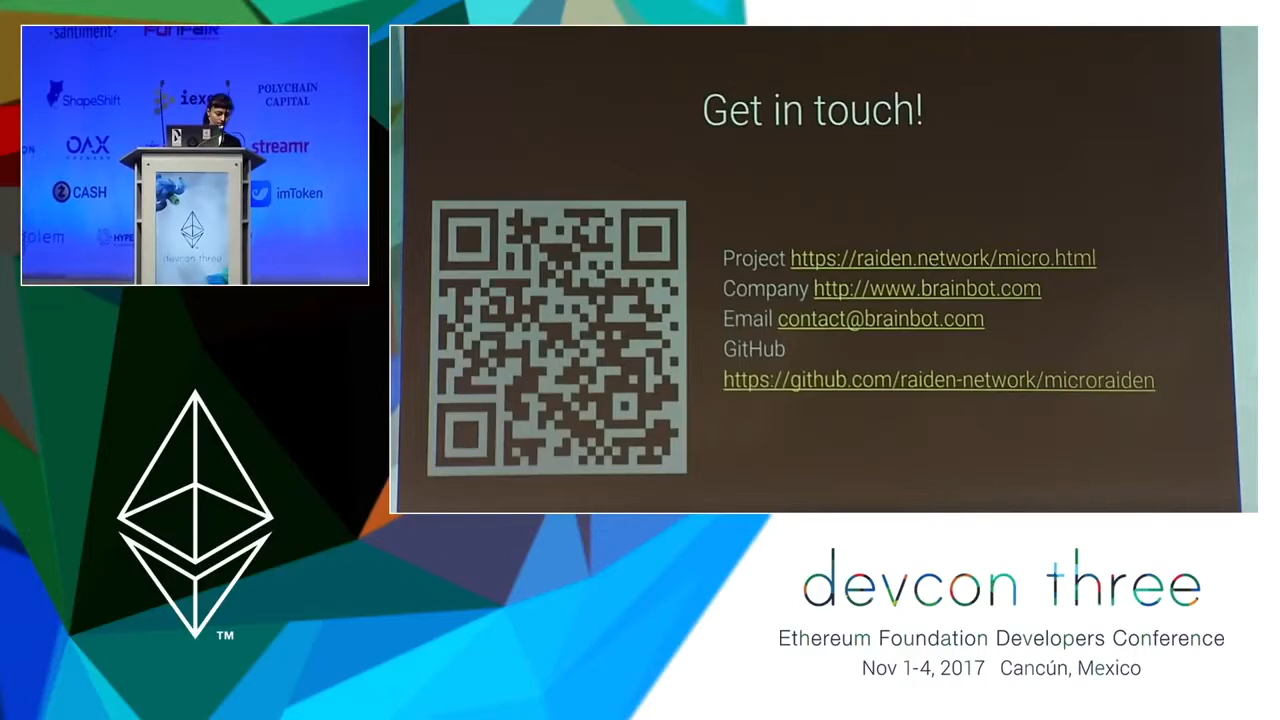 santiment
FUNFAIR
ShapeShift
iexec
POLYCHAIN
CAPITAL
OAX
streamr
CASH
imToken
devcon three
Get in touch!
Project https://raiden.network/micro.html
Company http://www.brainbot.com
Email contact@brainbot.com
GitHub
https://github.com/raiden-network/microraiden
TM
devcon three
Ethereum Foundation Developers Conference
Nov 1-4, 2017 Cancún, Mexico